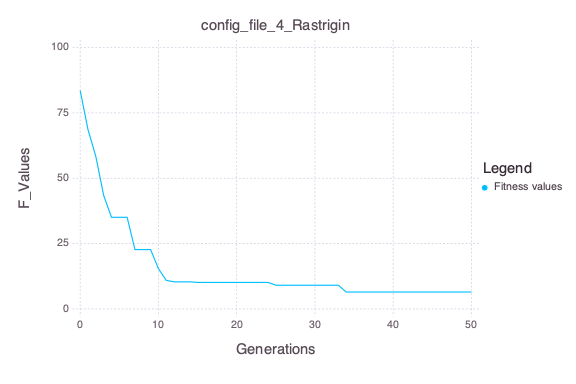 config_file_4_Rastrigin
100
75
50
25
0
F_Values
0 10 20 30 40 50
Generations
Legend
Fitness values